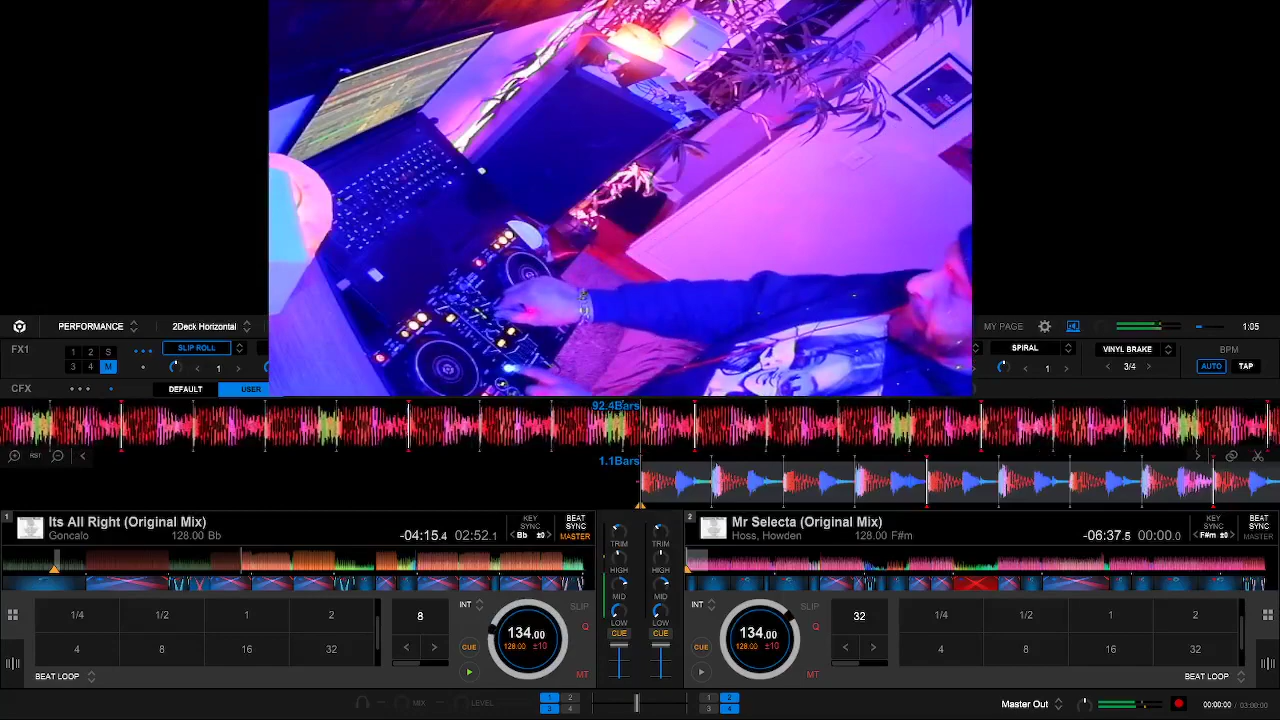 PERFORMANCE
2Deck Horizontal
MY PAGE
1:05
FX1
1 2 S
3 4 M
SLIP ROLL
1
SPIRAL
1
VINYL BRAKE
3/4
BPM
AUTO
TAP
CFX
DEFAULT
USER
92.4Bars
RST
1.1Bars
1
Its All Right (Original Mix)
Goncalo
128.00 Bb
-04:15.4 02:52.1
KEY SYNC
Bb ±0
BEAT SYNC
MASTER
TRIM
HIGH
MID
LOW
CUE
TRIM
HIGH
MID
LOW
CUE
2
Mr Selecta (Original Mix)
Hoss, Howden
128.00 F#m
-06:37.5 00:00.0
KEY SYNC
F#m ±0
BEAT SYNC
MASTER
1/4 1/2 1 2
4 8 16 32
8
BEAT LOOP
INT
SLIP
Q
134.00
128.00 ±10
CUE
MT
INT
SLIP
Q
134.00
128.00 ±10
CUE
MT
32
1/4 1/2 1 2
4 8 16 32
BEAT LOOP
MIX
LEVEL
1 2
3 4
1 2
3 4
Master Out
00:00:00 / 03:00:00